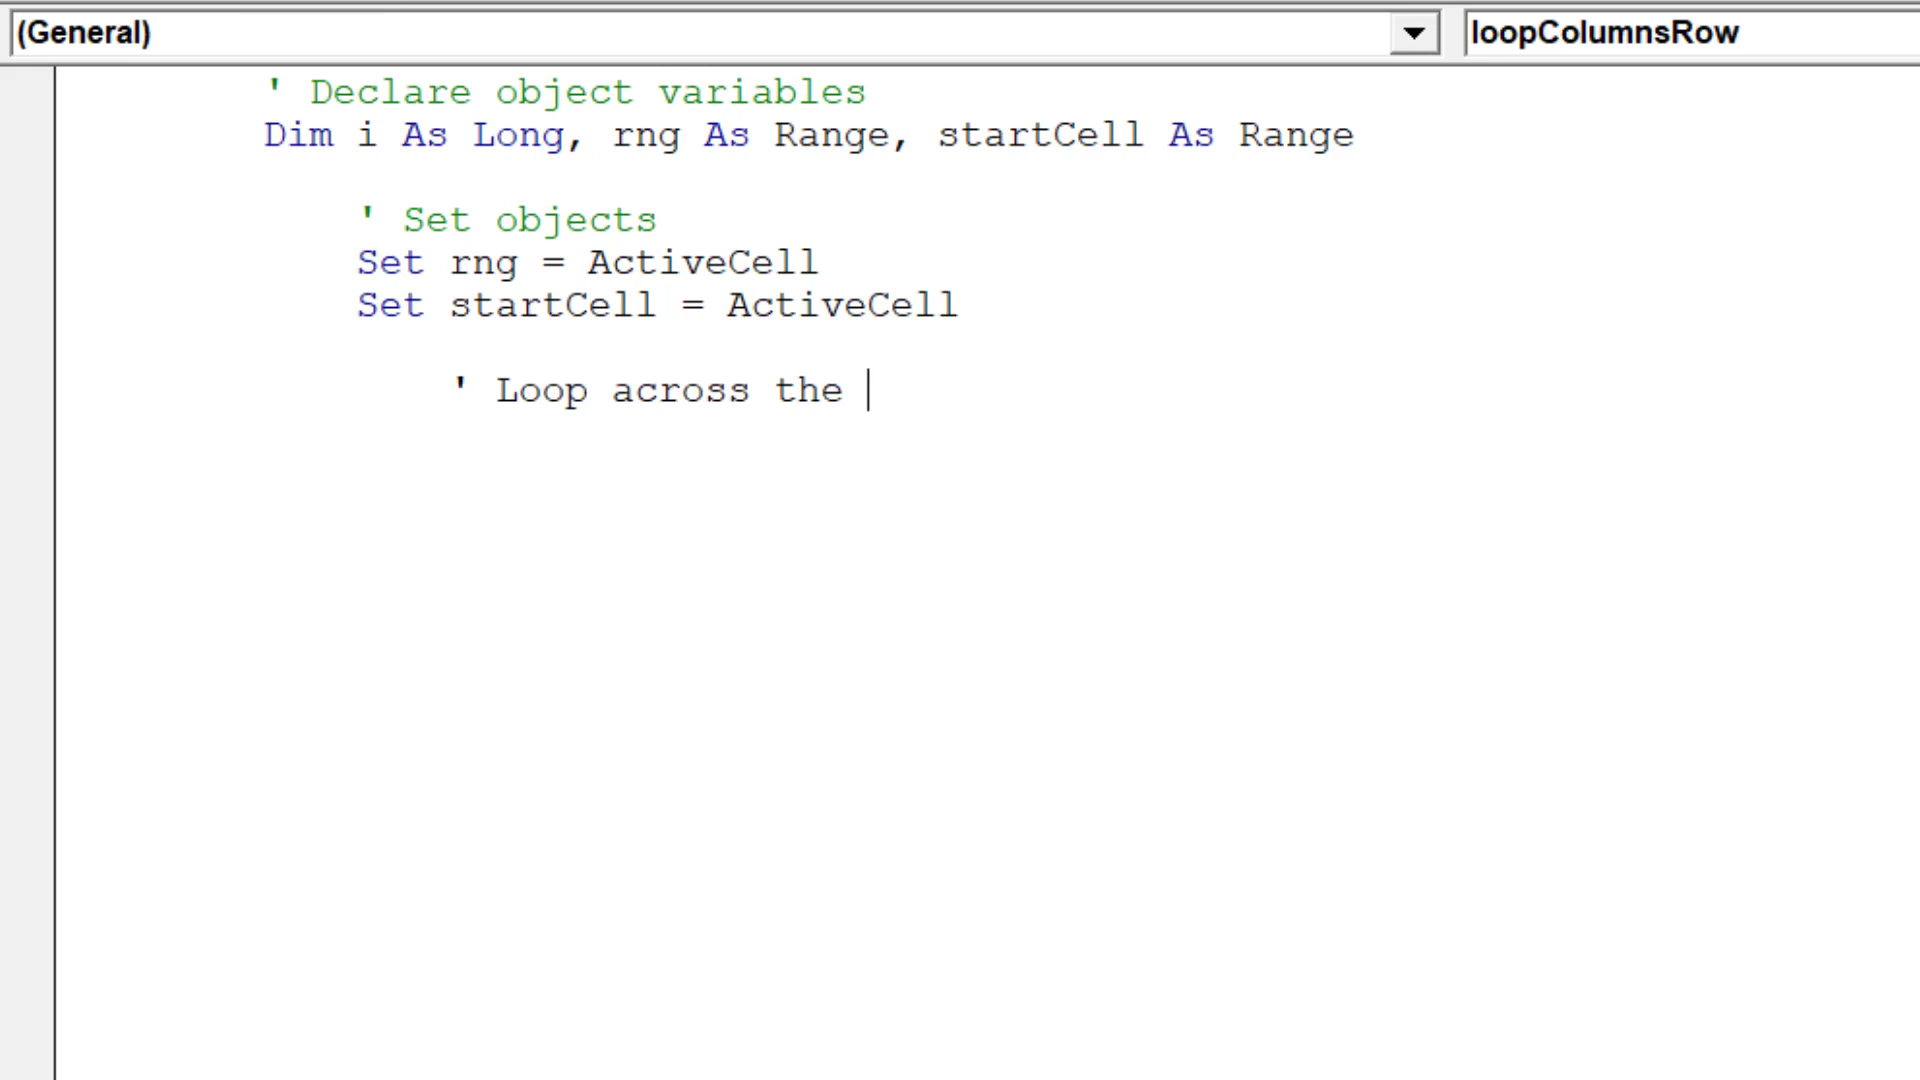 (General)
loopColumnsRow
' Declare object variables
Dim i As Long, rng As Range, startCell As Range
' Set objects
Set rng = ActiveCell
Set startCell = ActiveCell
' Loop across the